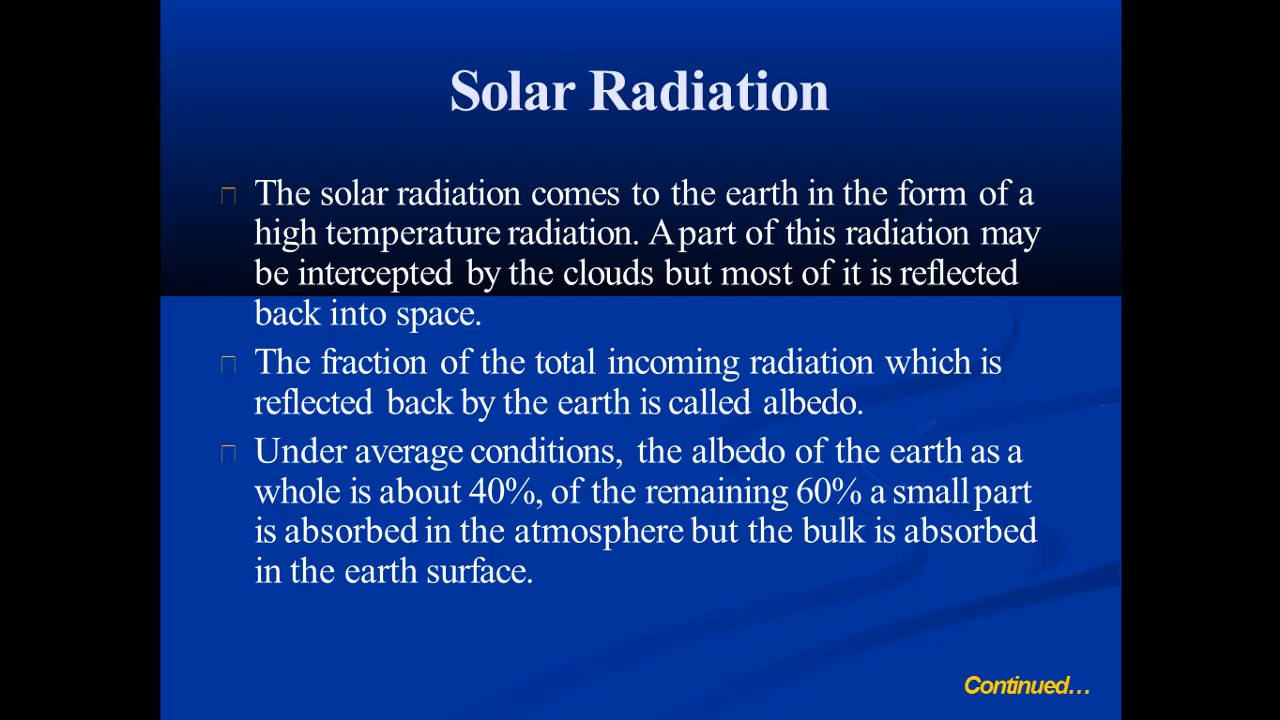 Solar Radiation
The solar radiation comes to the earth in the form of a
high temperature radiation. A part of this radiation may
be intercepted by the clouds but most of it is reflected
back into space.
The fraction of the total incoming radiation which is
reflected back by the earth is called albedo.
Under average conditions, the albedo of the earth as a
whole is about 40%, of the remaining 60% a small part
is absorbed in the atmosphere but the bulk is absorbed
in the earth surface.
Continued…